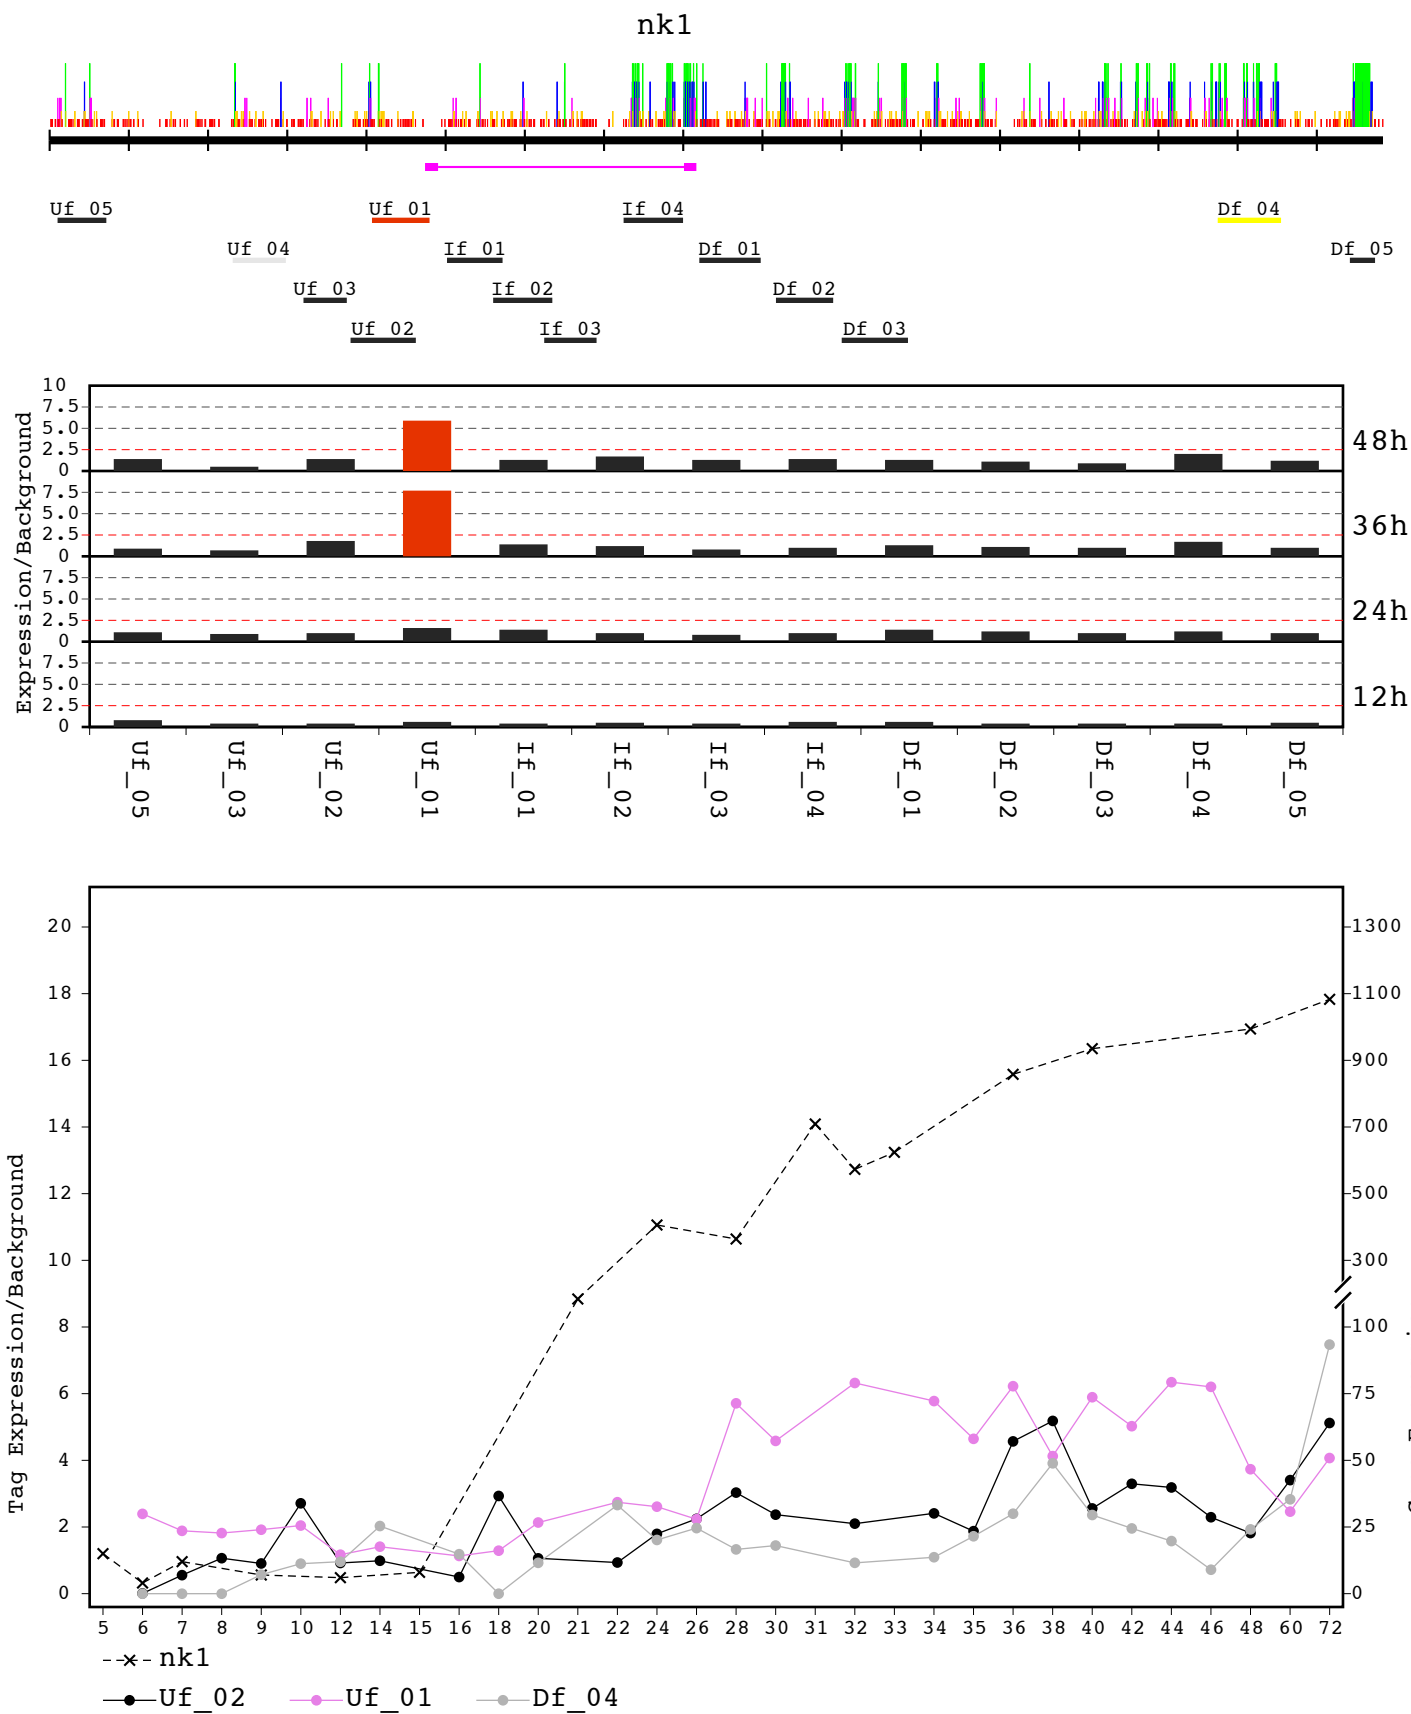 nk1
Uf_05 Uf_01 If_04 Df_04
Uf_04 If_01 Df_01 Df_05
Uf_03 If_02 Df_02
Uf_02 If_03 Df_03
Expression/Background
10
7.5
5.0
2.5
0
48h
7.5
5.0
2.5
0
36h
7.5
5.0
2.5
0
24h
7.5
5.0
2.5
0
12h
Uf_05 Uf_03 Uf_02 Uf_01 If_01 If_02 If_03 If_04 Df_01 Df_02 Df_03 Df_04 Df_05
Tag Expression/Background
20 1300
18 1100
16 900
14 700
12 500
10 300
8 100
6 75
4 50
2 25
0 0
5 6 7 8 9 10 12 14 15 16 18 20 21 22 24 26 28 30 31 32 33 34 35 36 38 40 42 44 46 48 60 72
nk1
Uf_02 Uf_01 Df_04